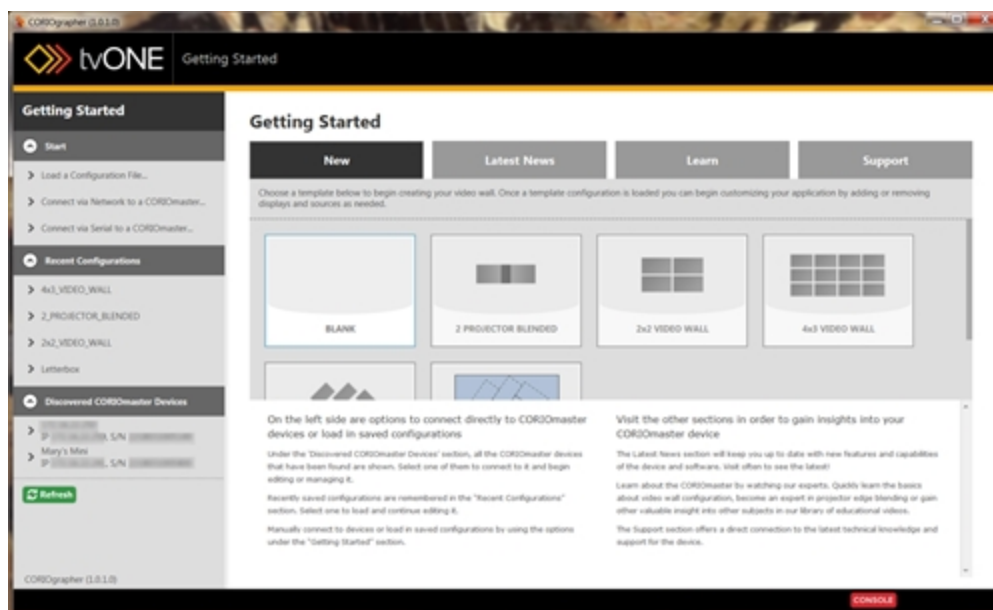 CORIOgrapher (1.0.1.0)
tvONE
Getting Started
Getting Started
Start
Load a Configuration File...
Connect via Network to a CORIOmaster...
Connect via Serial to a CORIOmaster...
Recent Configurations
4x3_VIDEO_WALL
2_PROJECTOR_BLENDED
2x2_VIDEO_WALL
Letterbox
Discovered CORIOmaster Devices
IP , S/N
Mary's Mini
IP , S/N
Refresh
CORIOgrapher (1.0.1.0)
Getting Started
New
Latest News
Learn
Support
Choose a template below to begin creating your video wall. Once a template configuration is loaded you can begin customizing your application by adding or removing
displays and sources as needed.
BLANK
2 PROJECTOR BLENDED
2x2 VIDEO WALL
4x3 VIDEO WALL
On the left side are options to connect directly to CORIOmaster
devices or load in saved configurations
Under the 'Discovered CORIOmaster Devices' section, all the CORIOmaster devices
that have been found are shown. Select one of them to connect to it and begin
editing or managing it.
Recently saved configurations are remembered in the "Recent Configurations"
section. Select one to load and continue editing it.
Manually connect to devices or load in saved configurations by using the options
under the "Getting Started" section.
Visit the other sections in order to gain insights into your
CORIOmaster device
The Latest News section will keep you up to date with new features and capabilities
of the device and software. Visit often to see the latest!
Learn about the CORIOmaster by watching our experts. Quickly learn the basics
about video wall configuration, become an expert in projector edge blending or gain
other valuable insight into other subjects in our library of educational videos.
The Support section offers a direct connection to the latest technical knowledge and
support for the device.
CONSOLE